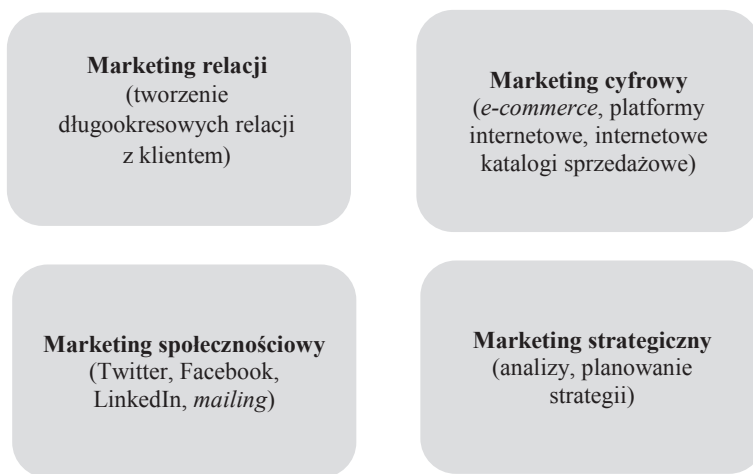 Marketing relacji
(tworzenie
długookresowych relacji
z klientem)
Marketing cyfrowy
(e-commerce, platformy
internetowe, internetowe
katalogi sprzedażowe)
Marketing społecznościowy
(Twitter, Facebook,
LinkedIn, mailing)
Marketing strategiczny
(analizy, planowanie
strategii)